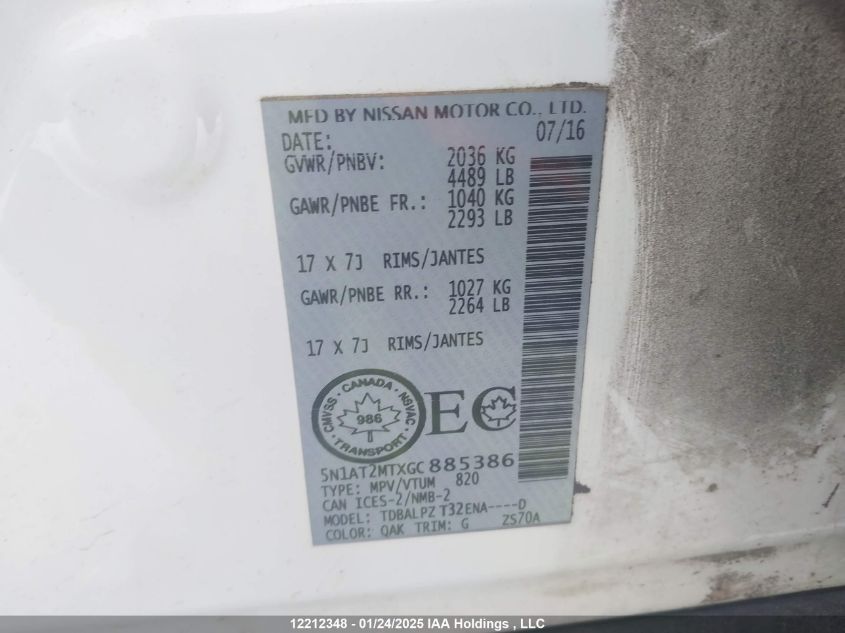 MFD BY NISSAN MOTOR CO., LTD.
DATE: 07/16
GVWR/PNBV: 2036 KG
4489 LB
GAWR/PNBE FR.: 1040 KG
2293 LB
17 X 7J RIMS/JANTES
GAWR/PNBE RR.: 1027 KG
2264 LB
17 X 7J RIMS/JANTES
CMVSS · CANADA · NSVAC · TRANSPORT
986
EC
5N1AT2MTXGC885386
TYPE: MPV/VTUM 820
CAN ICES-2/NMB-2
MODEL: TDBALPZ T32ENA----D
COLOR: QAK TRIM: G ZS70A
12212348 - 01/24/2025 IAA Holdings , LLC